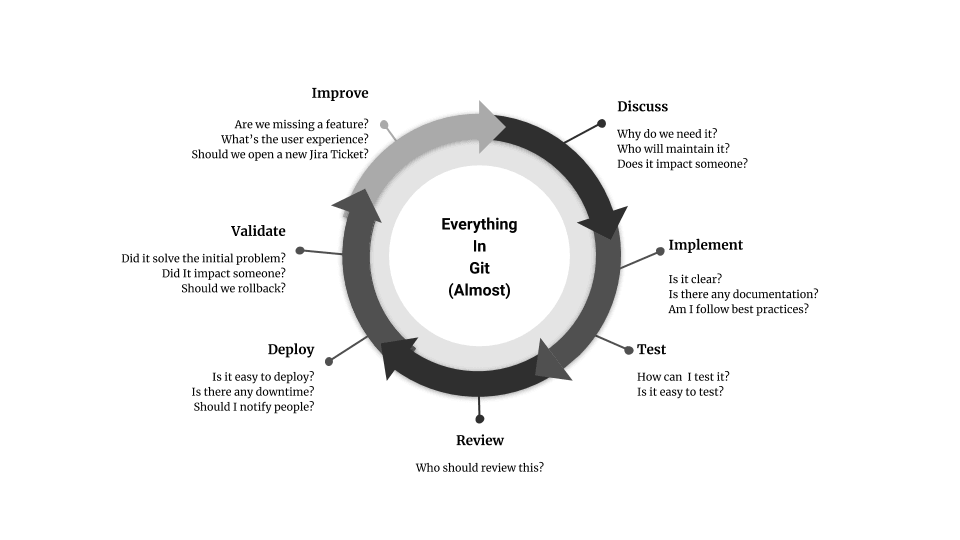 Improve
Are we missing a feature?
What's the user experience?
Should we open a new Jira Ticket?
Discuss
Why do we need it?
Who will maintain it?
Does it impact someone?
Validate
Did it solve the initial problem?
Did It impact someone?
Should we rollback?
Everything
In
Git
(Almost)
Implement
Is it clear?
Is there any documentation?
Am I follow best practices?
Deploy
Is it easy to deploy?
Is there any downtime?
Should I notify people?
Test
How can I test it?
Is it easy to test?
Review
Who should review this?